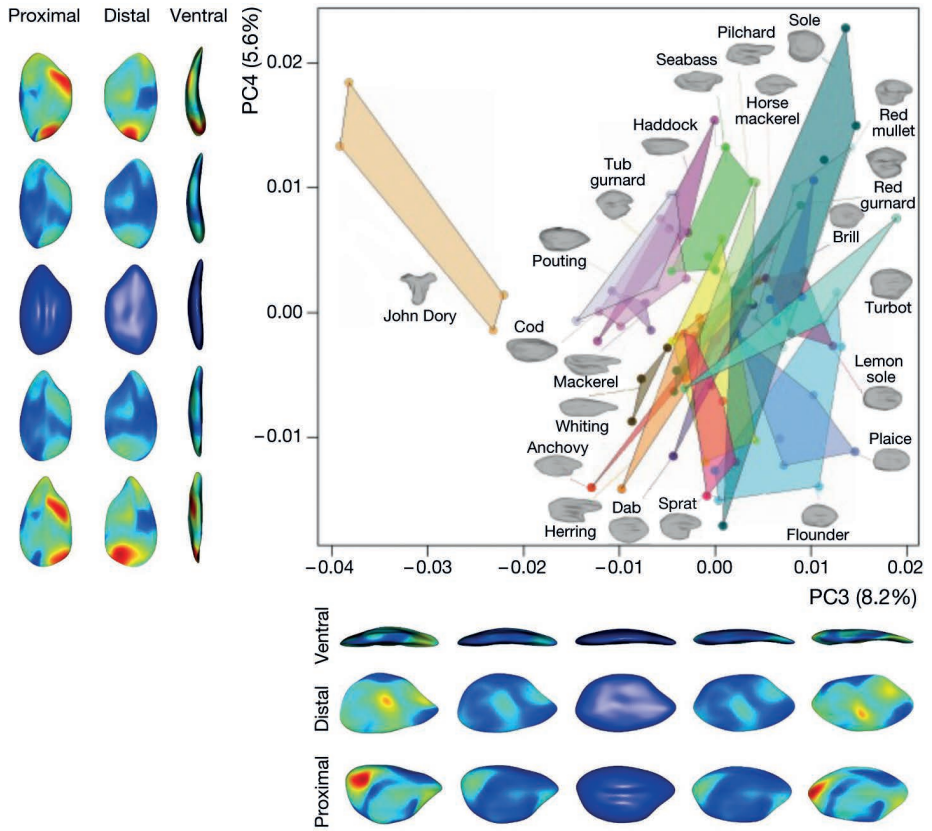 Proximal Distal Ventral
PC4 (5.6%)
0.02
0.01
0.00
−0.01
Sole
Pilchard
Seabass
Horse
mackerel
Red
mullet
Haddock
Tub
gurnard
Red
gurnard
Brill
Pouting
Turbot
John Dory
Cod
Mackerel
Lemon
sole
Whiting
Anchovy
Plaice
Herring
Dab
Sprat
Flounder
−0.04 −0.03 −0.02 −0.01 0.00 0.01 0.02
PC3 (8.2%)
Ventral
Distal
Proximal